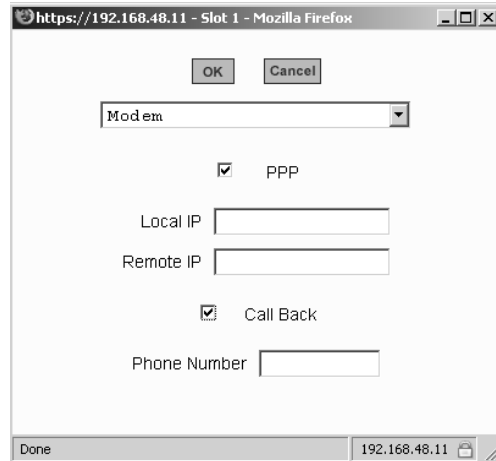 https://192.168.48.11 - Slot 1 - Mozilla Firefox
OK Cancel
Modem
PPP
Local IP
Remote IP
Call Back
Phone Number
Done 192.168.48.11